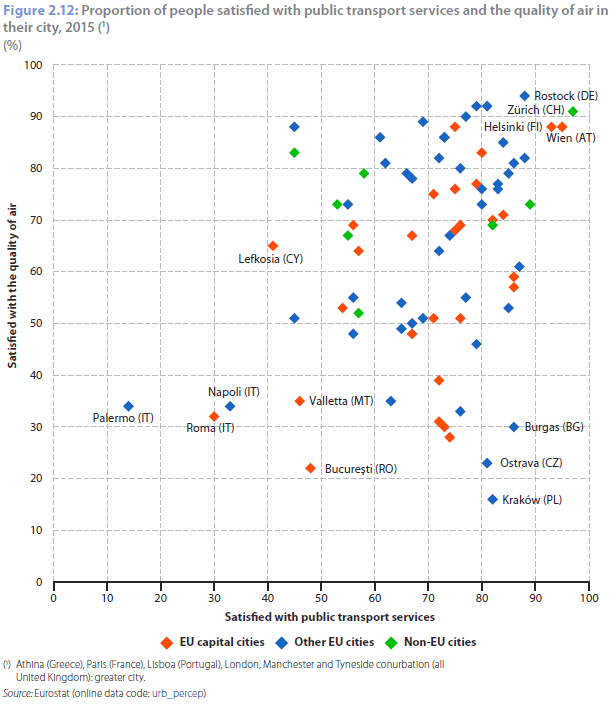 Figure 2.12: Proportion of people satisfied with public transport services and the quality of air in
their city, 2015 (¹)
(%)
Satisfied with the quality of air
100
90
80
70
60
50
40
30
20
10
0
Rostock (DE)
Zürich (CH)
Helsinki (FI)
Wien (AT)
Lefkosia (CY)
Napoli (IT)
Palermo (IT)
Roma (IT)
Valletta (MT)
Burgas (BG)
Bucureşti (RO)
Ostrava (CZ)
Kraków (PL)
0 10 20 30 40 50 60 70 80 90 100
Satisfied with public transport services
EU capital cities Other EU cities Non-EU cities
(¹) Athina (Greece), Paris (France), Lisboa (Portugal), London, Manchester and Tyneside conurbation (all
United Kingdom): greater city.
Source: Eurostat (online data code: urb_percep)